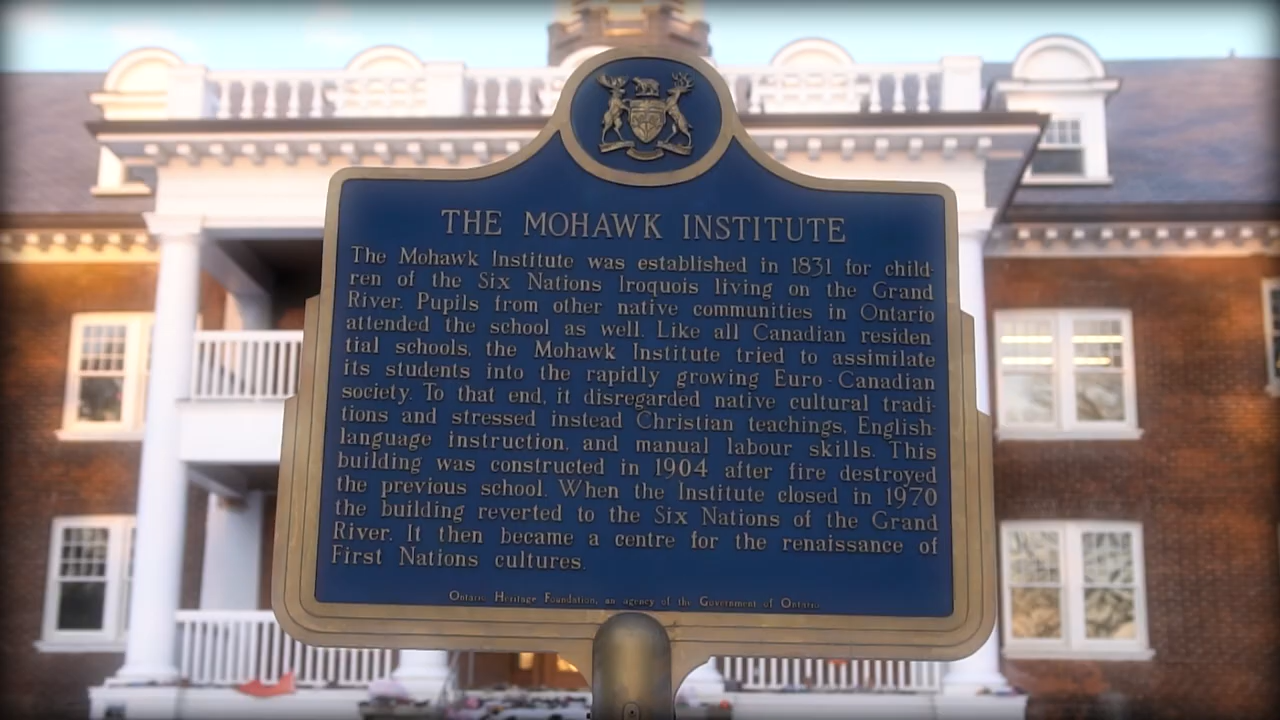 THE MOHAWK INSTITUTE
The Mohawk Institute was established in 1831 for child-
ren of the Six Nations Iroquois living on the Grand
River. Pupils from other native communities in Ontario
attended the school as well. Like all Canadian residen-
tial schools, the Mohawk Institute tried to assimilate
its students into the rapidly growing Euro-Canadian
society. To that end, it disregarded native cultural tradi-
tions and stressed instead Christian teachings, English-
language instruction, and manual labour skills. This
building was constructed in 1904 after fire destroyed
the previous school. When the Institute closed in 1970
the building reverted to the Six Nations of the Grand
River. It then became a centre for the renaissance of
First Nations cultures.
Ontario Heritage Foundation, an agency of the Government of Ontario